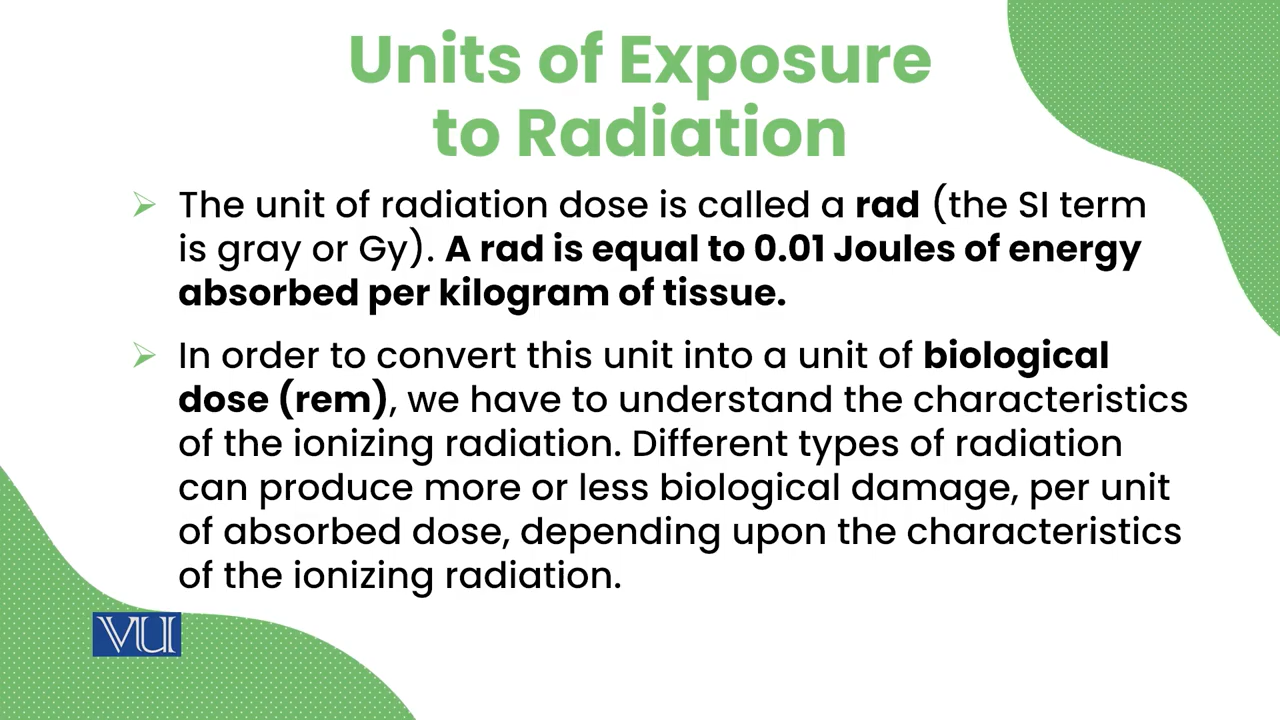 Units of Exposure
to Radiation
➢ The unit of radiation dose is called a rad (the SI term
is gray or Gy). A rad is equal to 0.01 Joules of energy
absorbed per kilogram of tissue.
➢ In order to convert this unit into a unit of biological
dose (rem), we have to understand the characteristics
of the ionizing radiation. Different types of radiation
can produce more or less biological damage, per unit
of absorbed dose, depending upon the characteristics
of the ionizing radiation.
VU